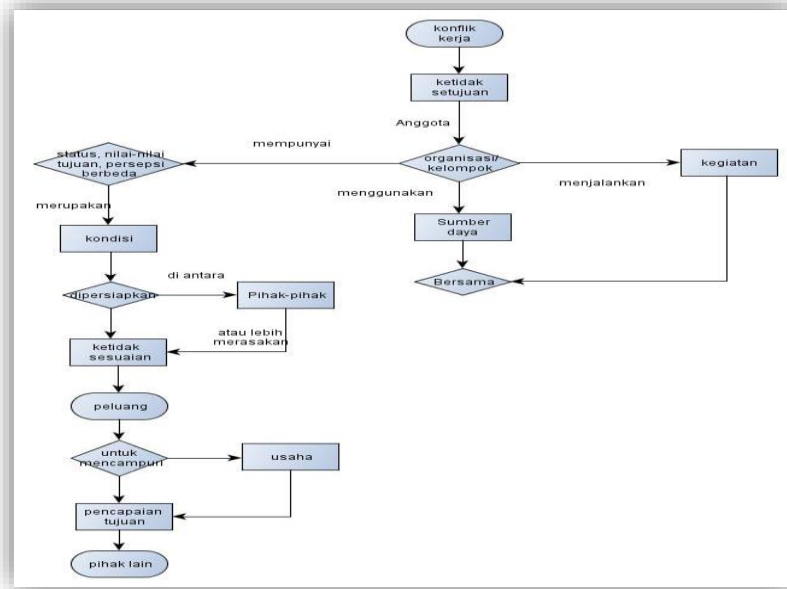 konflik
kerja
ketidak
setujuan
Anggota
organisasi/
kelompok
mempunyai
status, nilai-nilai
tujuan, persepsi
berbeda
menjalankan
kegiatan
menggunakan
Sumber
daya
Bersama
merupakan
kondisi
dipersiapkan
di antara
Pihak-pihak
atau lebih
merasakan
ketidak
sesuaian
peluang
untuk
mencampuri
usaha
pencapaian
tujuan
pihak lain